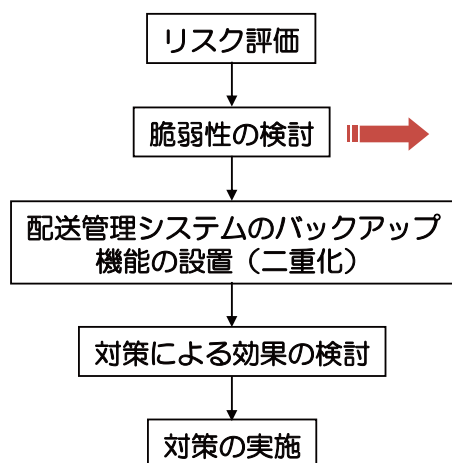 リスク評価
脆弱性の検討
配送管理システムのバックアップ
機能の設置（二重化）
対策による効果の検討
対策の実施